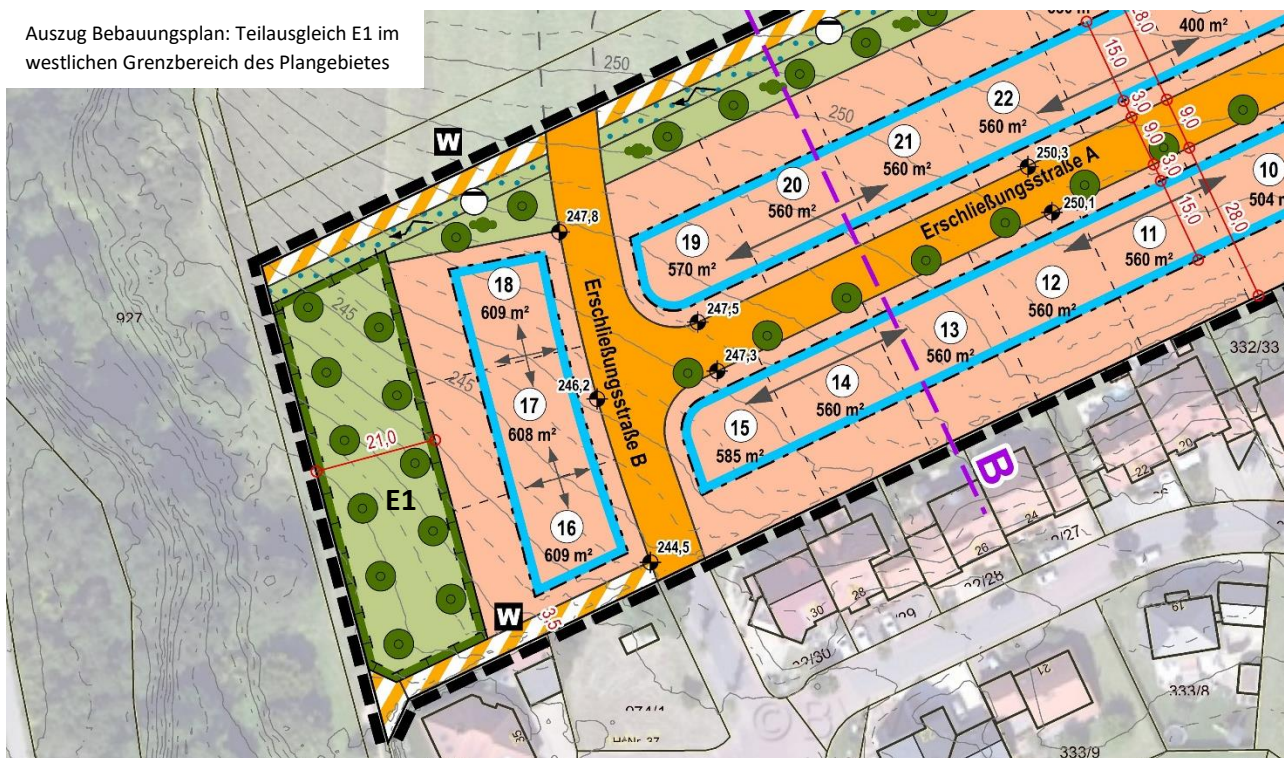 Auszug Bebauungsplan: Teilausgleich E1 im
westlichen Grenzbereich des Plangebietes
250
250
W
927
245
245
21,0
E1
18
609 m²
17
608 m²
16
609 m²
W
3,5
247,8
246,2
244,5
Erschließungsstraße B
247,5
247,3
19
570 m²
20
560 m²
21
560 m²
22
560 m²
400 m²
15,0
28,0
3,0
9,0
9,0
3,0
15,0
28,0
250,3
250,1
Erschließungsstraße A
10
504 m
11
560 m²
12
560 m²
13
560 m²
14
560 m²
15
585 m²
B
332/33
20
22
24
26
28
30
19
21
35
333/8
333/9